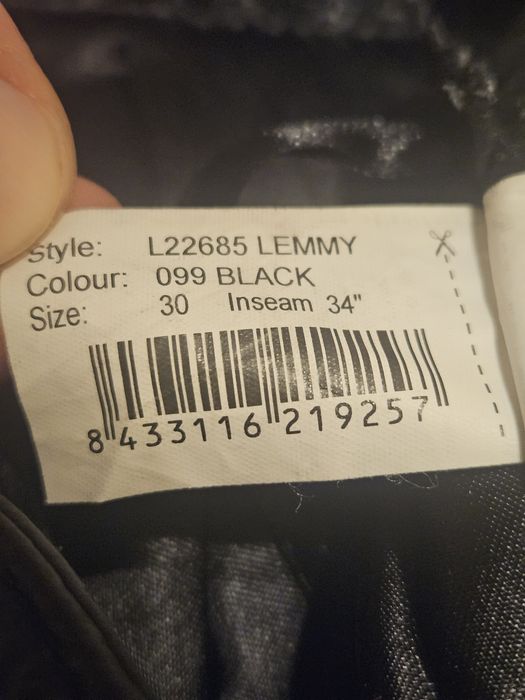 Style: L22685 LEMMY
Colour: 099 BLACK
Size: 30 Inseam 34"
8 433116 219257